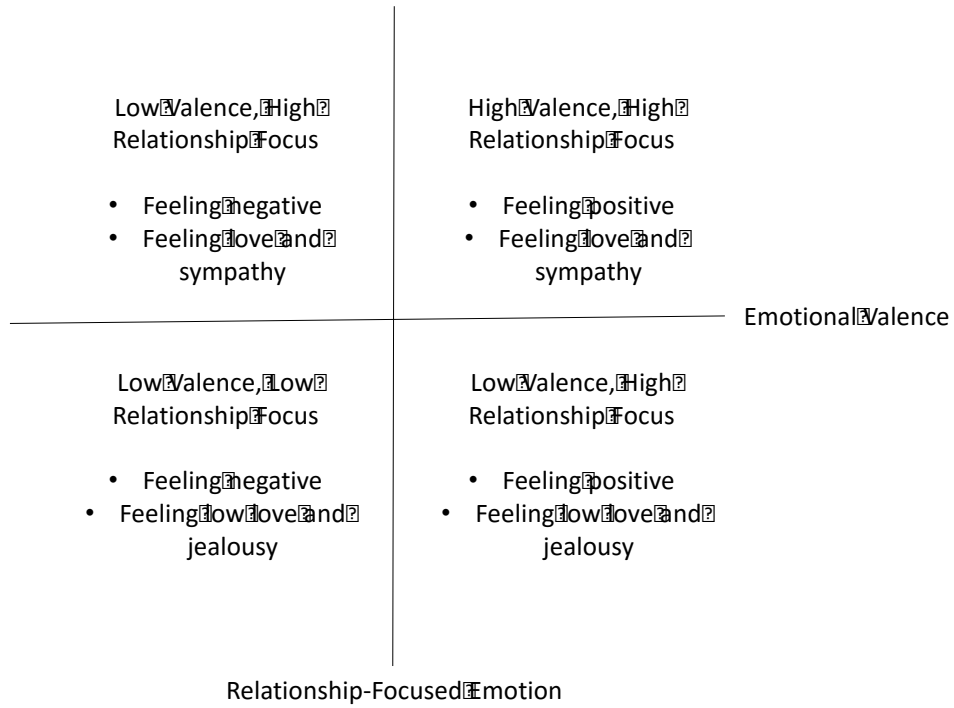 Low Valence, High
Relationship Focus
• Feeling negative
• Feeling love and
sympathy
High Valence, High
Relationship Focus
• Feeling positive
• Feeling love and
sympathy
Emotional Valence
Low Valence, Low
Relationship Focus
• Feeling negative
• Feeling low love and
jealousy
Low Valence, High
Relationship Focus
• Feeling positive
• Feeling low love and
jealousy
Relationship-Focused Emotion